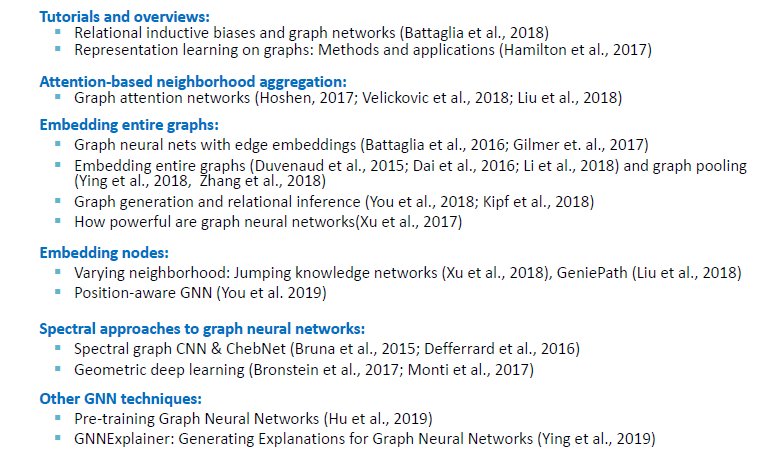 Tutorials and overviews:
▪ Relational inductive biases and graph networks (Battaglia et al., 2018)
▪ Representation learning on graphs: Methods and applications (Hamilton et al., 2017)
Attention-based neighborhood aggregation:
▪ Graph attention networks (Hoshen, 2017; Velickovic et al., 2018; Liu et al., 2018)
Embedding entire graphs:
▪ Graph neural nets with edge embeddings (Battaglia et al., 2016; Gilmer et. al., 2017)
▪ Embedding entire graphs (Duvenaud et al., 2015; Dai et al., 2016; Li et al., 2018) and graph pooling
(Ying et al., 2018, Zhang et al., 2018)
▪ Graph generation and relational inference (You et al., 2018; Kipf et al., 2018)
▪ How powerful are graph neural networks(Xu et al., 2017)
Embedding nodes:
▪ Varying neighborhood: Jumping knowledge networks (Xu et al., 2018), GeniePath (Liu et al., 2018)
▪ Position-aware GNN (You et al. 2019)
Spectral approaches to graph neural networks:
▪ Spectral graph CNN & ChebNet (Bruna et al., 2015; Defferrard et al., 2016)
▪ Geometric deep learning (Bronstein et al., 2017; Monti et al., 2017)
Other GNN techniques:
▪ Pre-training Graph Neural Networks (Hu et al., 2019)
▪ GNNExplainer: Generating Explanations for Graph Neural Networks (Ying et al., 2019)